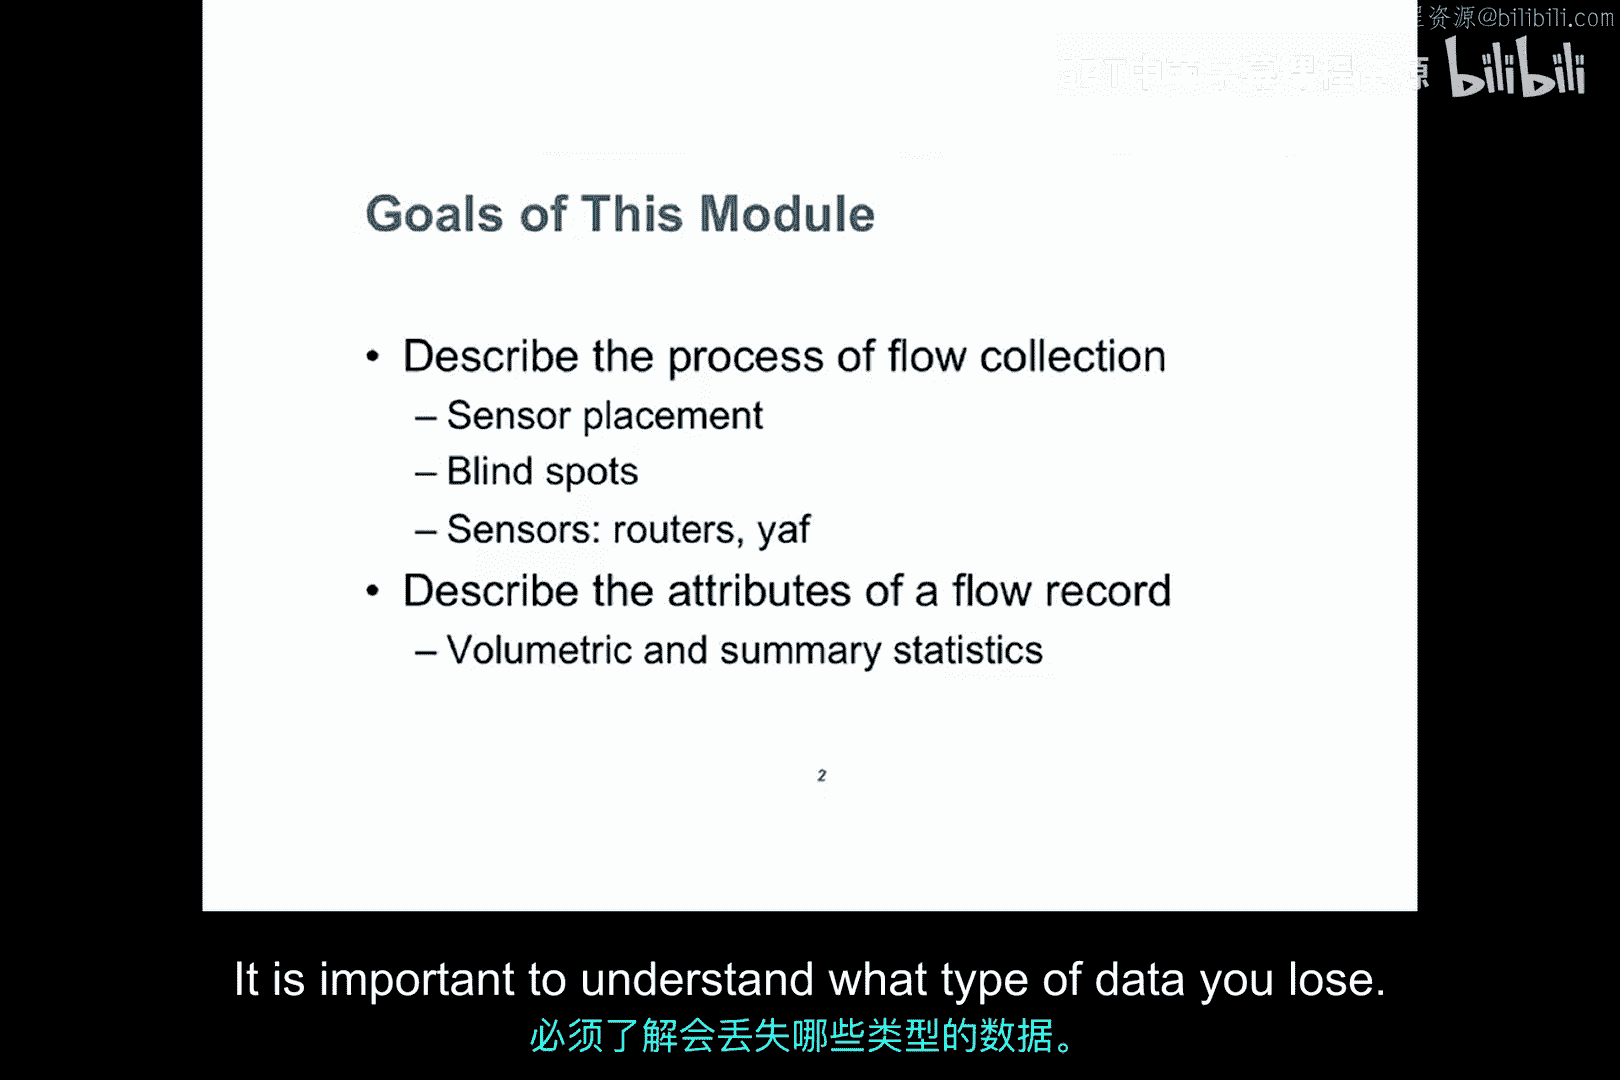 资源@bilibili.com
bilibili
Goals of This Module
• Describe the process of flow collection
– Sensor placement
– Blind spots
– Sensors: routers, yaf
• Describe the attributes of a flow record
– Volumetric and summary statistics
2
It is important to understand what type of data you lose.
必须了解会丢失哪些类型的数据。